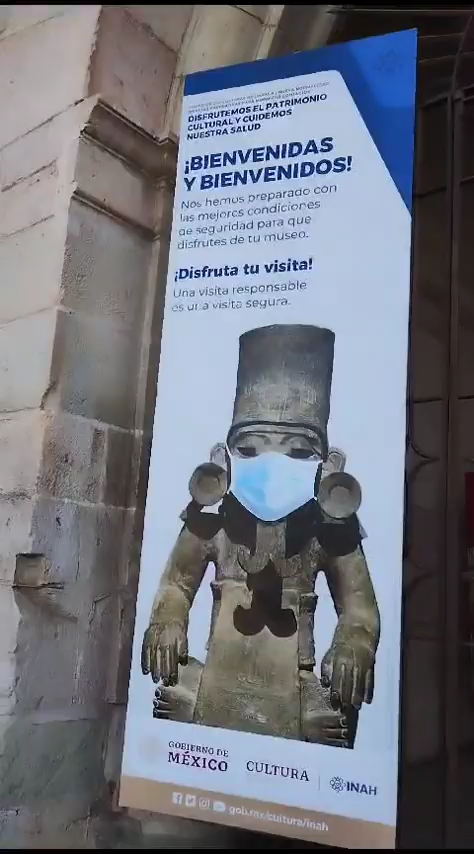 DISFRUTEMOS EL PATRIMONIO
CULTURAL Y CUIDEMOS
NUESTRA SALUD
¡BIENVENIDAS
Y BIENVENIDOS!
Nos hemos preparado con
las mejores condiciones
de seguridad para que
disfrutes de tu museo.
¡Disfruta tu visita!
Una visita responsable
es una visita segura.
GOBIERNO DE
MÉXICO
CULTURA
INAH
gob.mx/cultura/inah